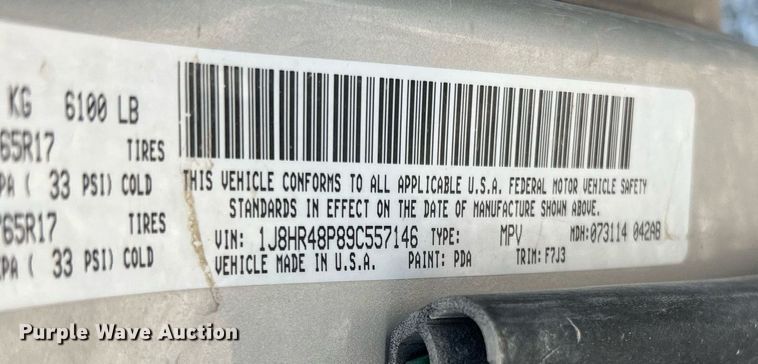 KG 6100 LB
65R17 TIRES
PA ( 33 PSI) COLD
65R17 TIRES
PA ( 33 PSI) COLD
THIS VEHICLE CONFORMS TO ALL APPLICABLE U.S.A. FEDERAL MOTOR VEHICLE SAFETY
STANDARDS IN EFFECT ON THE DATE OF MANUFACTURE SHOWN ABOVE.
VIN: 1J8HR48P89C557146 TYPE: MPV MDH:073114 042AB
VEHICLE MADE IN U.S.A. PAINT: PDA TRIM: F7J3
Purple Wave Auction